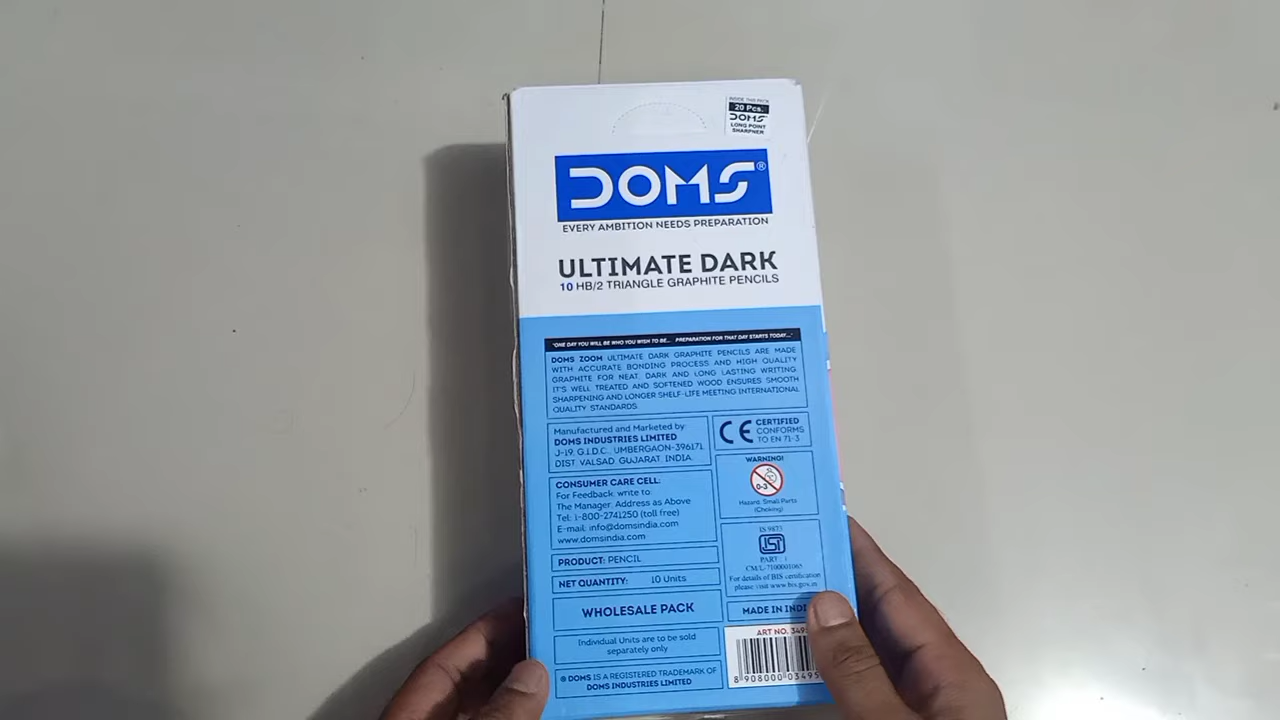 INSIDE THIS PACK
20 Pcs.
DOMS
LONG POINT
SHARPNER
DOMS®
EVERY AMBITION NEEDS PREPARATION
ULTIMATE DARK
10 HB/2 TRIANGLE GRAPHITE PENCILS
"ONE DAY YOU WILL BE WHO YOU WISH TO BE... PREPARATION FOR THAT DAY STARTS TODAY..."
DOMS ZOOM ULTIMATE DARK GRAPHITE PENCILS ARE MADE
WITH ACCURATE BONDING PROCESS AND HIGH QUALITY
GRAPHITE FOR NEAT, DARK AND LONG LASTING WRITING.
IT'S WELL TREATED AND SOFTENED WOOD ENSURES SMOOTH
SHARPENING AND LONGER SHELF-LIFE MEETING INTERNATIONAL
QUALITY STANDARDS.
Manufactured and Marketed by:
DOMS INDUSTRIES LIMITED
J-19, G.I.D.C., UMBERGAON-396171,
DIST. VALSAD, GUJARAT, INDIA.
CE CERTIFIED
CONFORMS
TO EN 71-3
CONSUMER CARE CELL:
For Feedback, write to:
The Manager, Address as Above
Tel: 1-800-2741250 (toll free)
E-mail: info@domsindia.com
www.domsindia.com
WARNING!
0-3
Hazard: Small Parts
(Choking)
IS 9873
ISI
PART : 1
CM/L-7100001065
For details of BIS certification
please visit www.bis.gov.in
PRODUCT: PENCIL
NET QUANTITY: 10 Units
WHOLESALE PACK
MADE IN INDI
Individual Units are to be sold
separately only
ART NO. 349
8 908000 0349
® DOMS IS A REGISTERED TRADEMARK OF
DOMS INDUSTRIES LIMITED